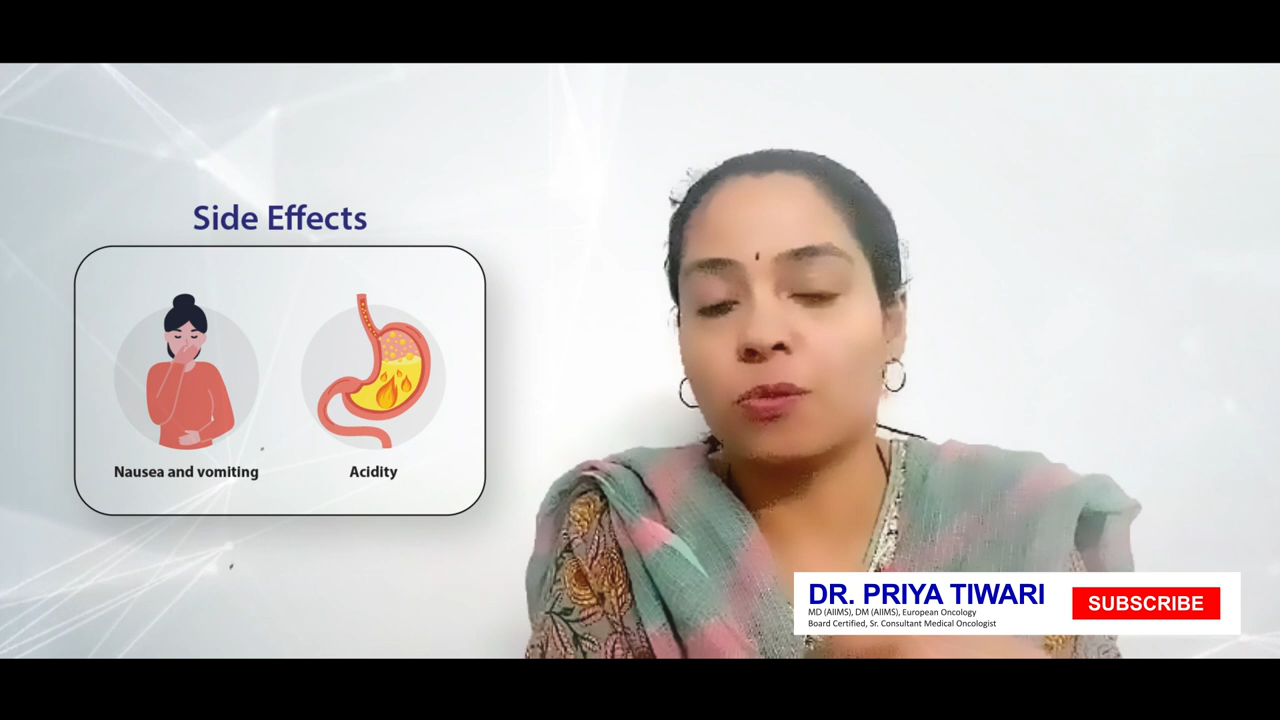 Side Effects
Nausea and vomiting
Acidity
DR. PRIYA TIWARI
MD (AIIMS), DM (AIIMS), European Oncology
Board Certified, Sr. Consultant Medical Oncologist
SUBSCRIBE